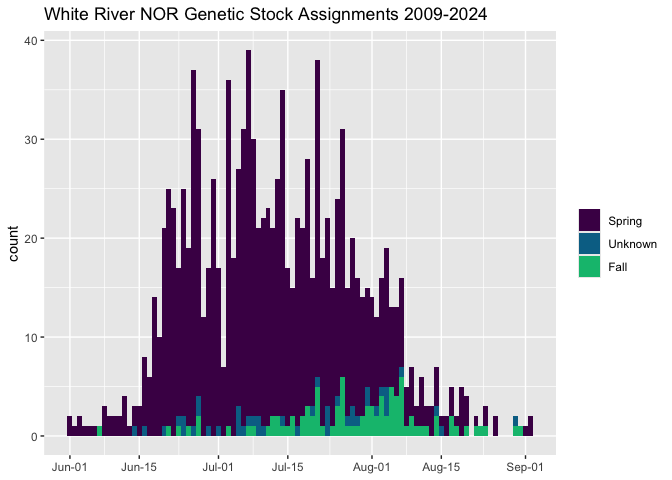 White River NOR Genetic Stock Assignments 2009-2024
40
30
20
10
0
count
Jun-01 Jun-15 Jul-01 Jul-15 Aug-01 Aug-15 Sep-01
Spring
Unknown
Fall